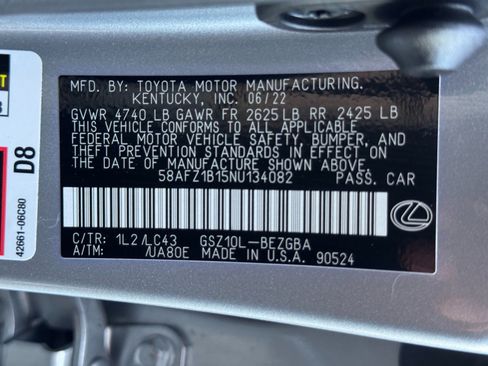 MFD. BY: TOYOTA MOTOR MANUFACTURING.
KENTUCKY, INC. 06/22
GVWR 4740 LB GAWR FR 2625 LB RR 2425 LB
THIS VEHICLE CONFORMS TO ALL APPLICABLE
FEDERAL MOTOR VEHICLE SAFETY, BUMPER, AND
THEFT PREVENTION STANDARDS IN EFFECT ON
THE DATE OF MANUFACTURE SHOWN ABOVE.
58AFZ1B15NU134082 PASS. CAR
C/TR: 1L2 /LC43 GSZ10L-BEZGBA
A/TM: /UA80E MADE IN U.S.A. 90524
D8
42661-06C80